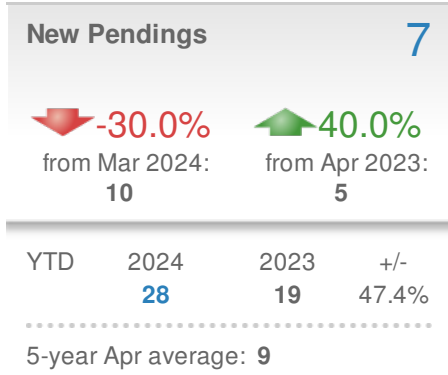 New Pendings 7
-30.0% 40.0%
from Mar 2024: from Apr 2023:
10 5
YTD 2024 2023 +/-
28 19 47.4%
5-year Apr average: 9